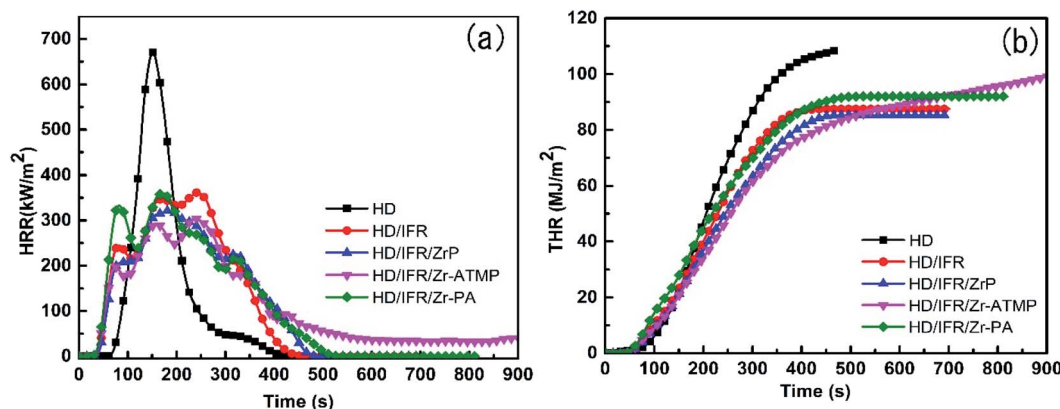 (a)
HRR(kW/m²)
700
600
500
400
300
200
100
0
HD
HD/IFR
HD/IFR/ZrP
HD/IFR/Zr-ATMP
HD/IFR/Zr-PA
0 100 200 300 400 500 600 700 800 900
Time (s)
(b)
THR (MJ/m²)
120
100
80
60
40
20
0
HD
HD/IFR
HD/IFR/ZrP
HD/IFR/Zr-ATMP
HD/IFR/Zr-PA
0 100 200 300 400 500 600 700 800 900
Time (s)